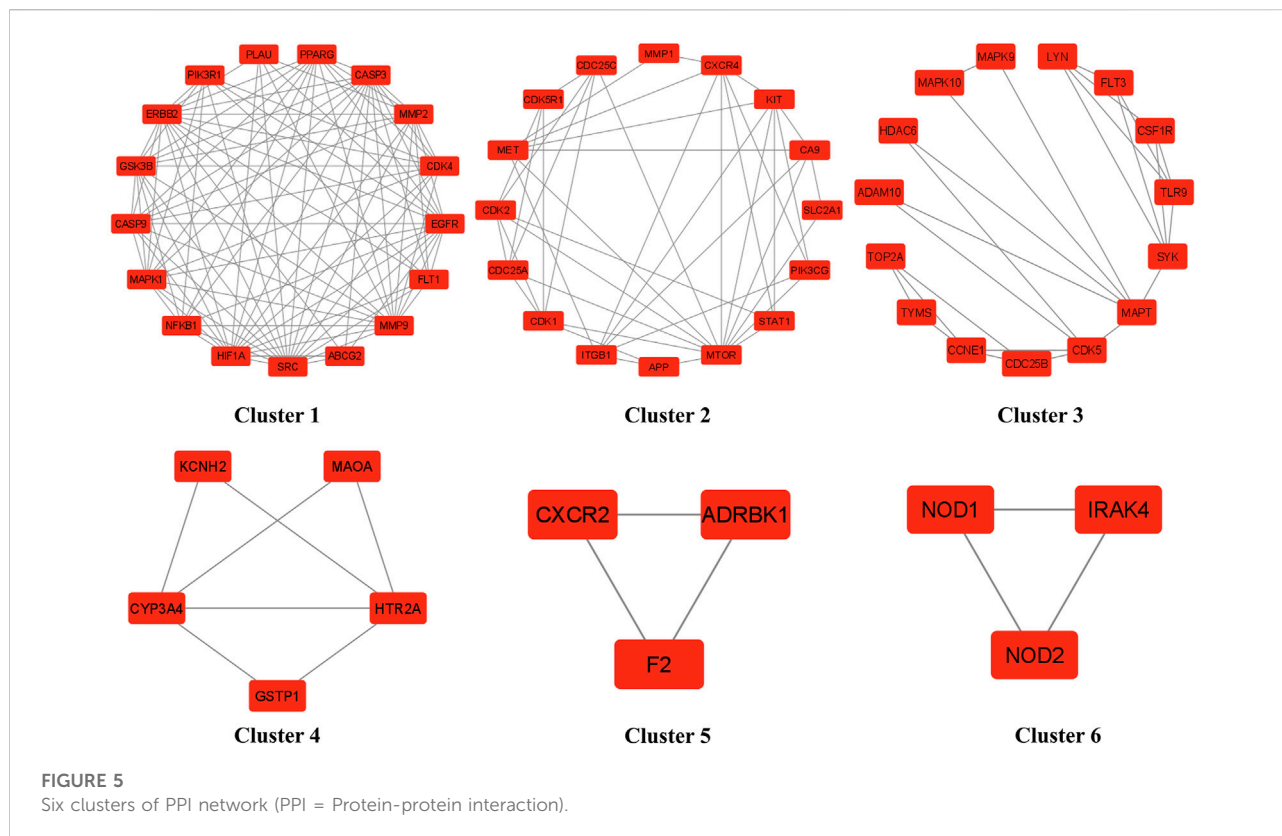 PLAU
PPARG
PIK3R1
CASP3
ERBB2
MMP2
GSK3B
CDK4
CASP9
EGFR
MAPK1
FLT1
NFKB1
MMP9
HIF1A
ABCG2
SRC
Cluster 1
MMP1
CDC25C
CXCR4
CDK5R1
KIT
MET
CA9
CDK2
SLC2A1
CDC25A
PIK3CG
CDK1
STAT1
ITGB1
MTOR
APP
Cluster 2
MAPK9
LYN
MAPK10
FLT3
HDAC6
CSF1R
ADAM10
TLR9
TOP2A
SYK
TYMS
MAPT
CCNE1
CDK5
CDC25B
Cluster 3
KCNH2
MAOA
CYP3A4
HTR2A
GSTP1
Cluster 4
CXCR2
ADRBK1
F2
Cluster 5
NOD1
IRAK4
NOD2
Cluster 6
FIGURE 5
Six clusters of PPI network (PPI = Protein-protein interaction).